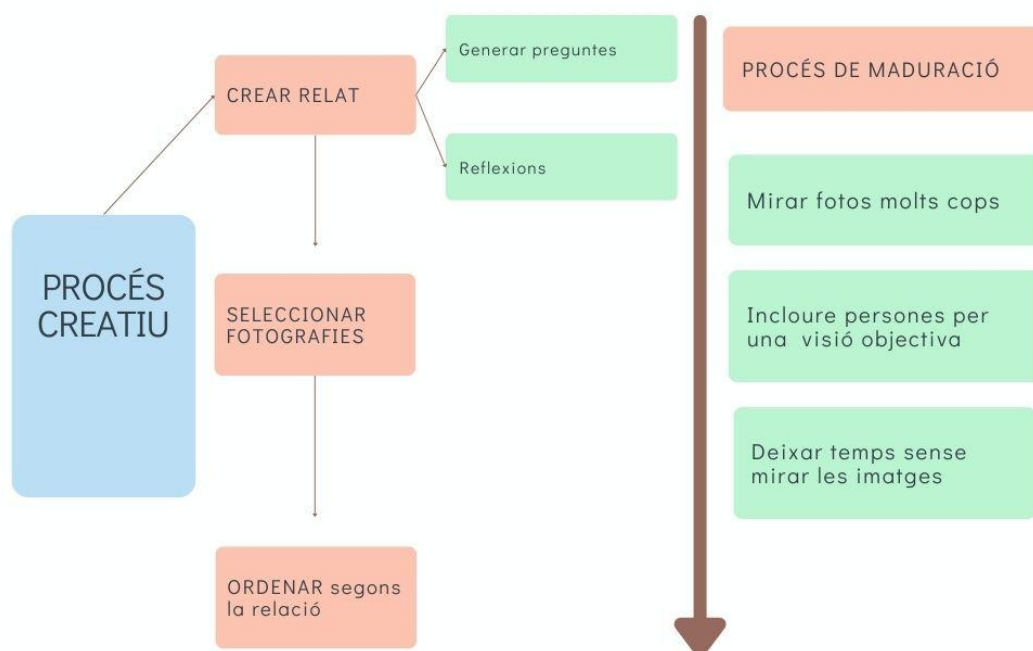 PROCÉS
CREATIU
CREAR RELAT
Generar preguntes
Reflexions
SELECCIONAR
FOTOGRAFIES
ORDENAR segons
la relació
PROCÉS DE MADURACIÓ
Mirar fotos molts cops
Incloure persones per
una visió objectiva
Deixar temps sense
mirar les imatges